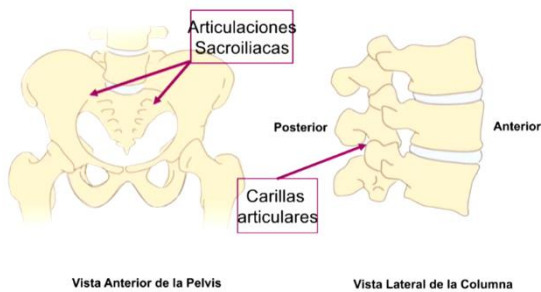 Articulaciones
Sacroiliacas
Posterior
Anterior
Carillas
articulares
Vista Anterior de la Pelvis
Vista Lateral de la Columna